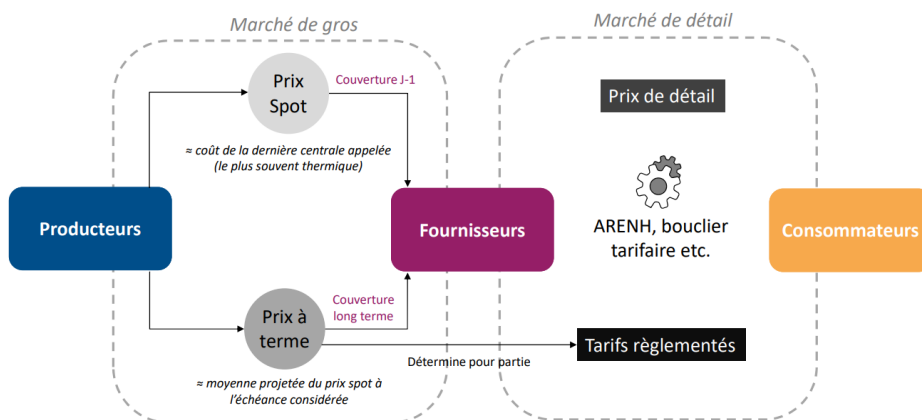 Marché de gros
Marché de détail
Prix
Spot
Couverture J-1
Prix de détail
≈ coût de la dernière centrale appelée
(le plus souvent thermique)
Producteurs
Fournisseurs
ARENH, bouclier
tarifaire etc.
Consommateurs
Couverture
long terme
Prix à
terme
Tarifs règlementés
Détermine pour partie
≈ moyenne projetée du prix spot à
l'échéance considérée